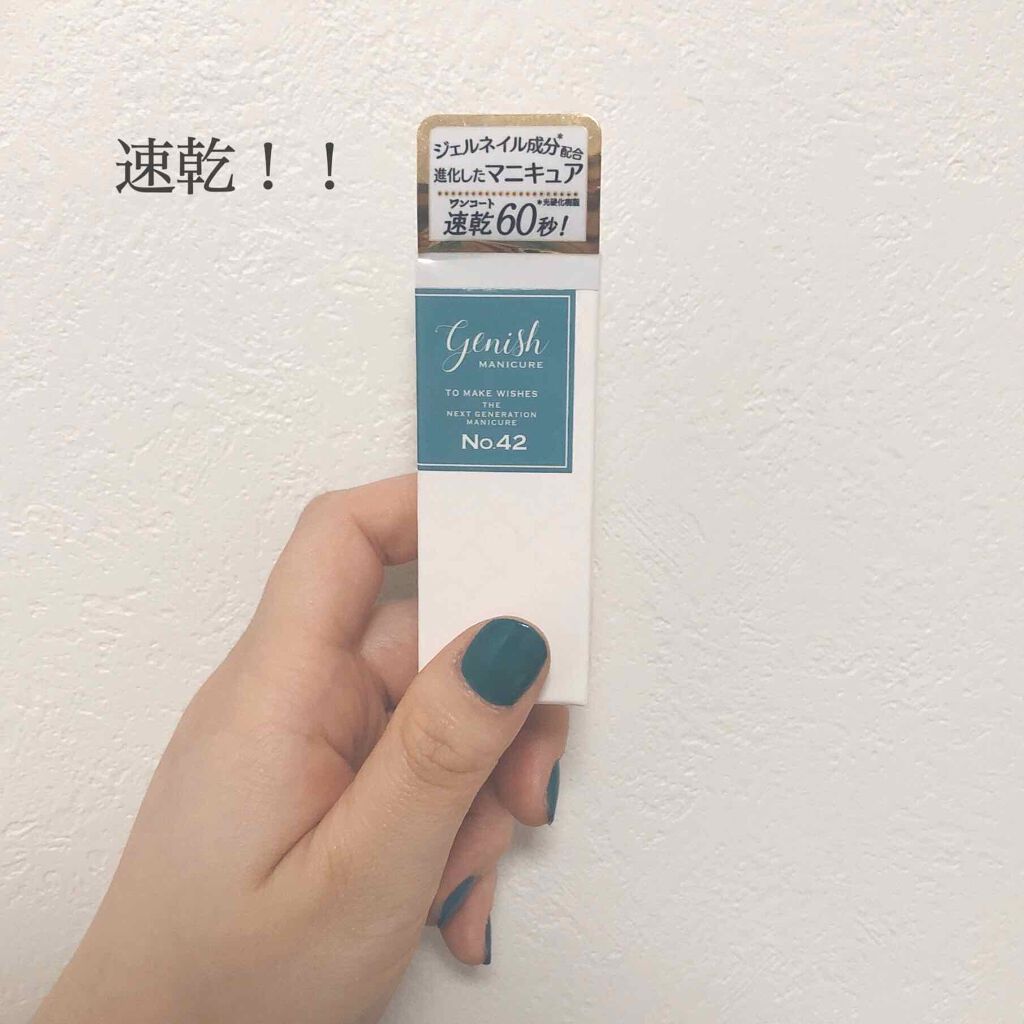 速乾！！
ジェルネイル成分*配合
進化したマニキュア
ワンコート *光硬化樹脂
速乾60秒!
Genish
MANICURE
TO MAKE WISHES
THE
NEXT GENERATION
MANICURE
No.42